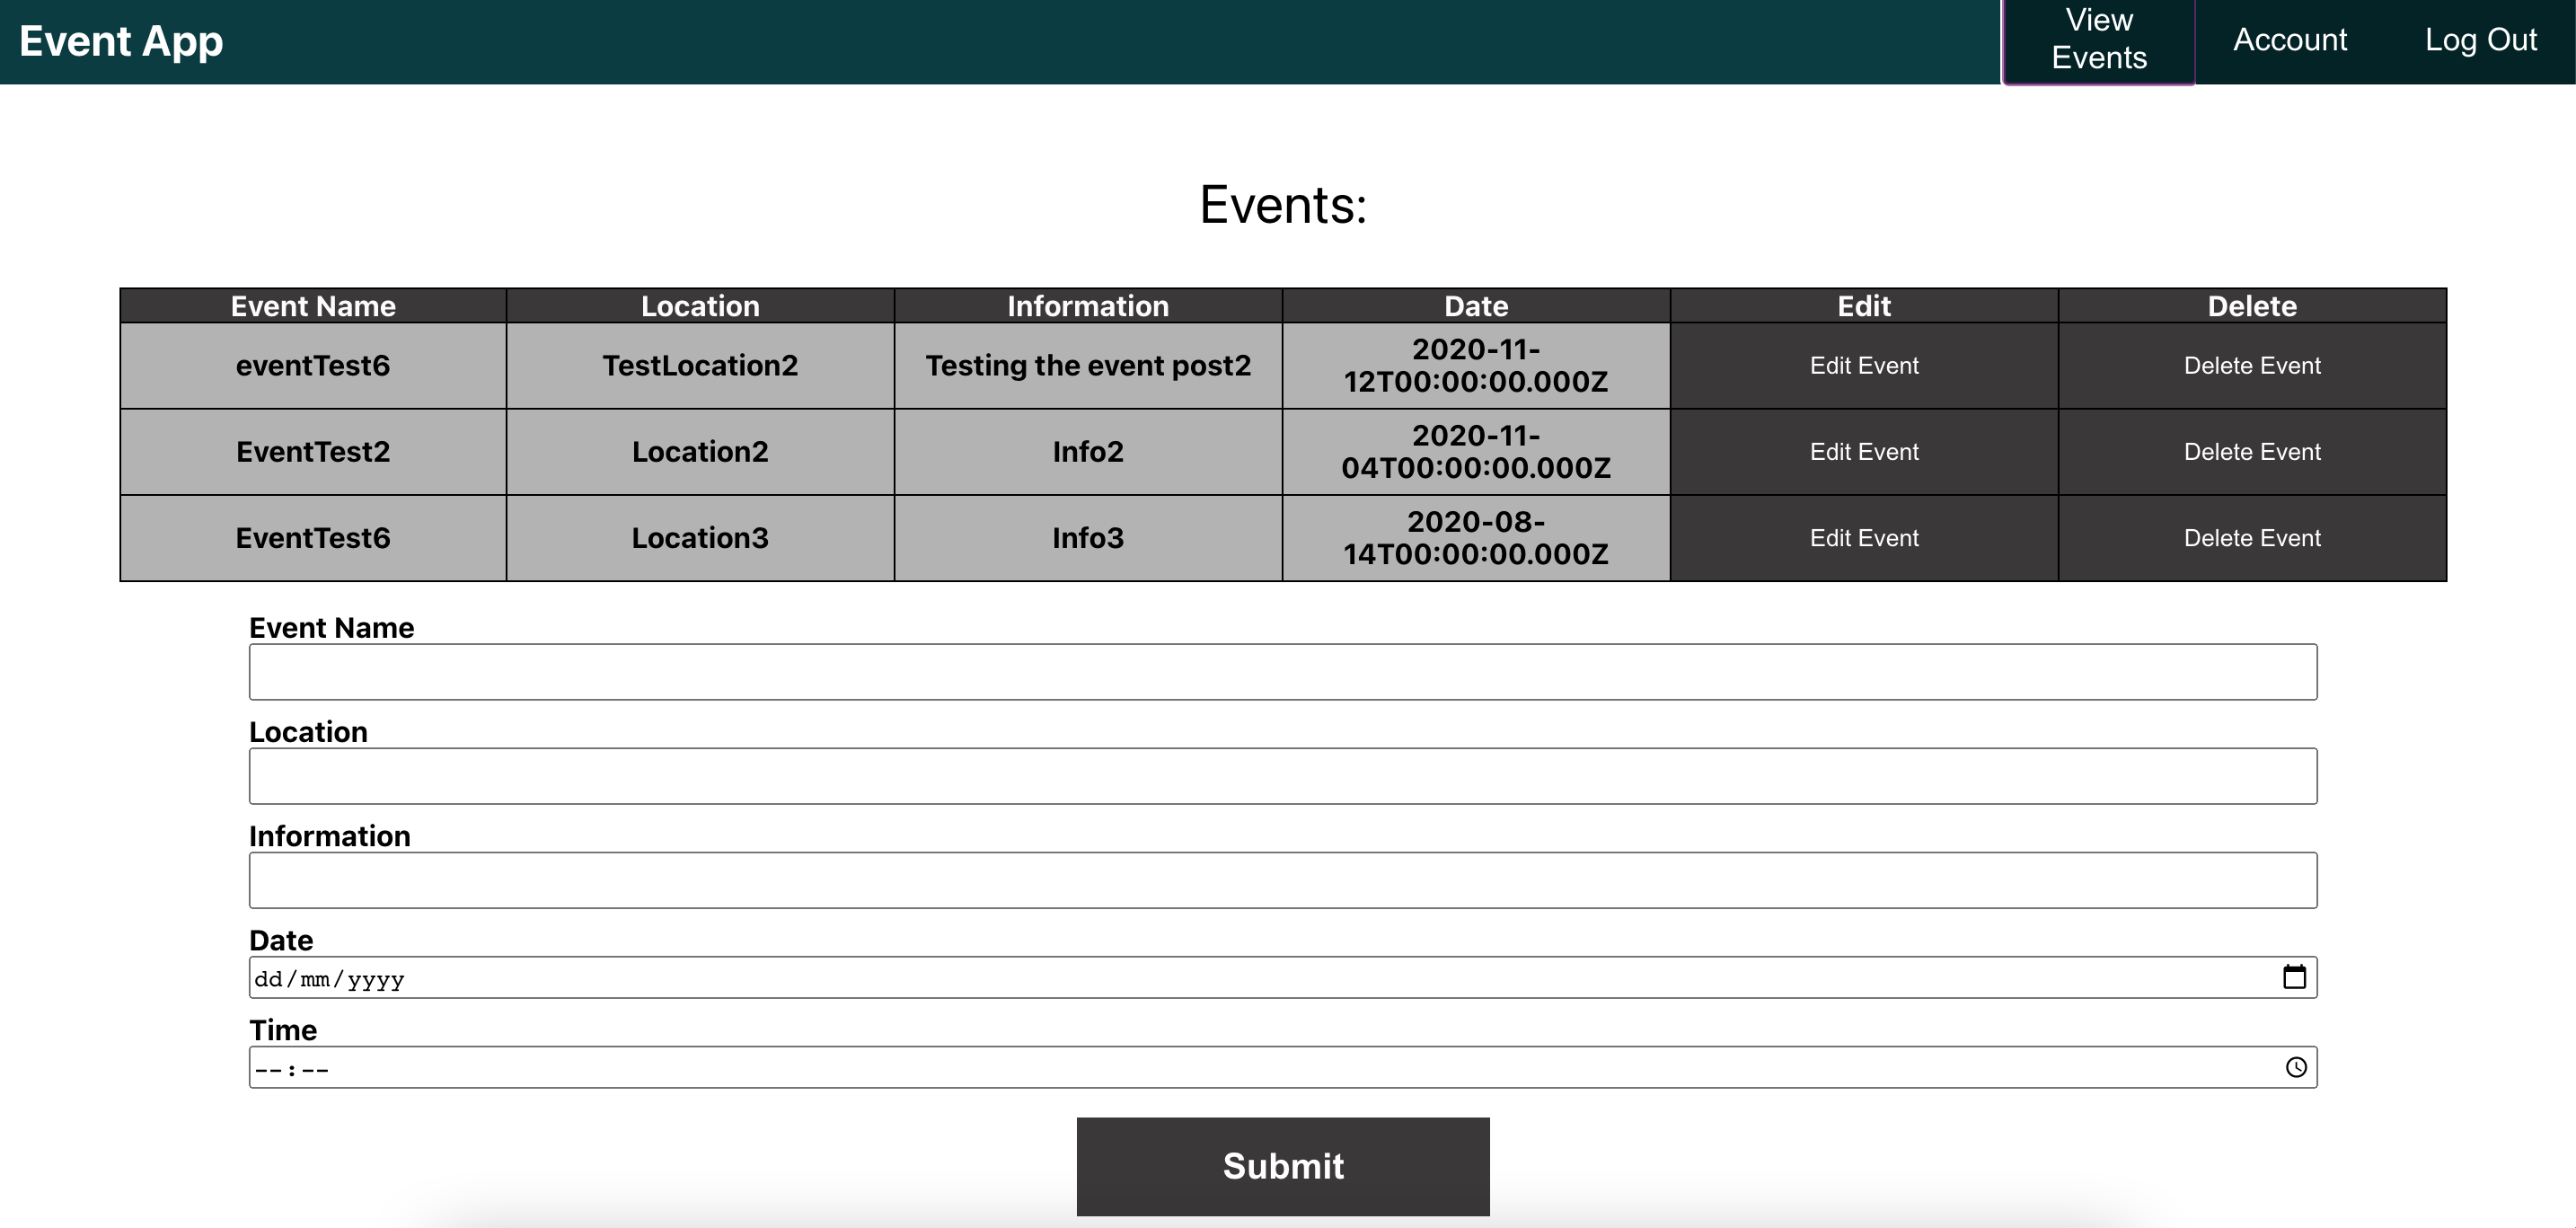 Event App
View
Events
Account
Log Out
Events:
Event Name
Location
Information
Date
Edit
Delete
eventTest6
TestLocation2
Testing the event post2
2020-11-
12T00:00:00.000Z
Edit Event
Delete Event
EventTest2
Location2
Info2
2020-11-
04T00:00:00.000Z
Edit Event
Delete Event
EventTest6
Location3
Info3
2020-08-
14T00:00:00.000Z
Edit Event
Delete Event
Event Name
Location
Information
Date
dd/mm/yyyy
Time
--:--
Submit